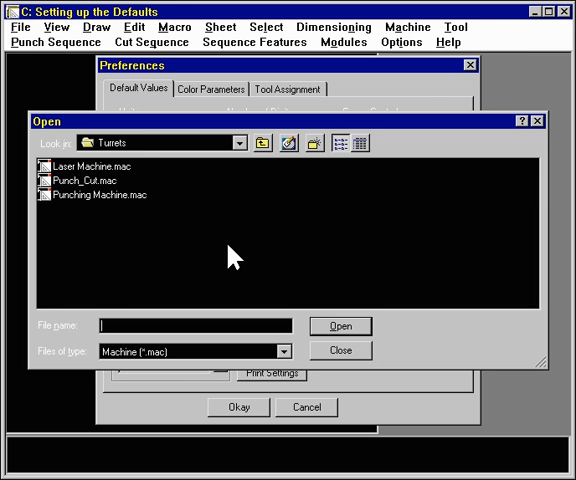 C: Setting up the Defaults
File View Draw Edit Macro Sheet Select Dimensioning Machine Tool
Punch Sequence Cut Sequence Sequence Features Modules Options Help
Preferences
Default Values Color Parameters Tool Assignment
Open
Look in: Turrets
Laser Machine.mac
Punch_Cut.mac
Punching Machine.mac
File name: Open
Files of type: Machine (*.mac) Close
Print Settings
Okay Cancel